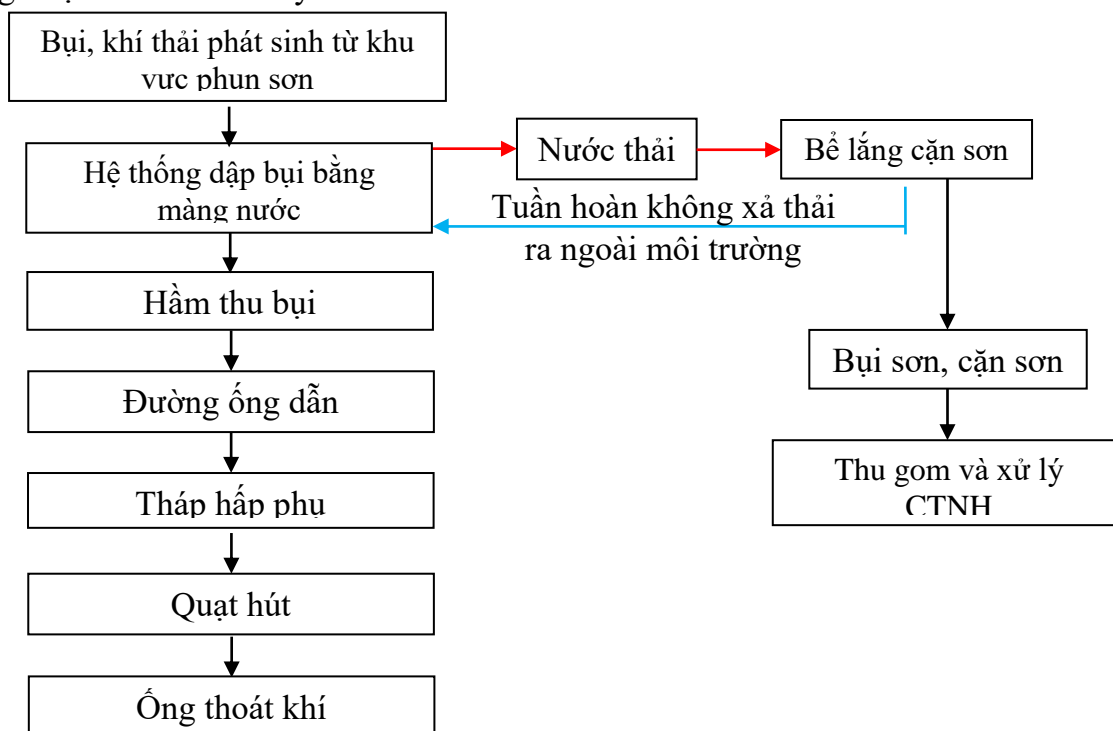 Bụi, khí thải phát sinh từ khu
vực phun sơn
Hệ thống dập bụi bằng
màng nước
Nước thải
Bể lắng cặn sơn
Tuần hoàn không xả thải
ra ngoài môi trường
Hầm thu bụi
Bụi sơn, cặn sơn
Đường ống dẫn
Thu gom và xử lý
CTNH
Tháp hấp phụ
Quạt hút
Ống thoát khí